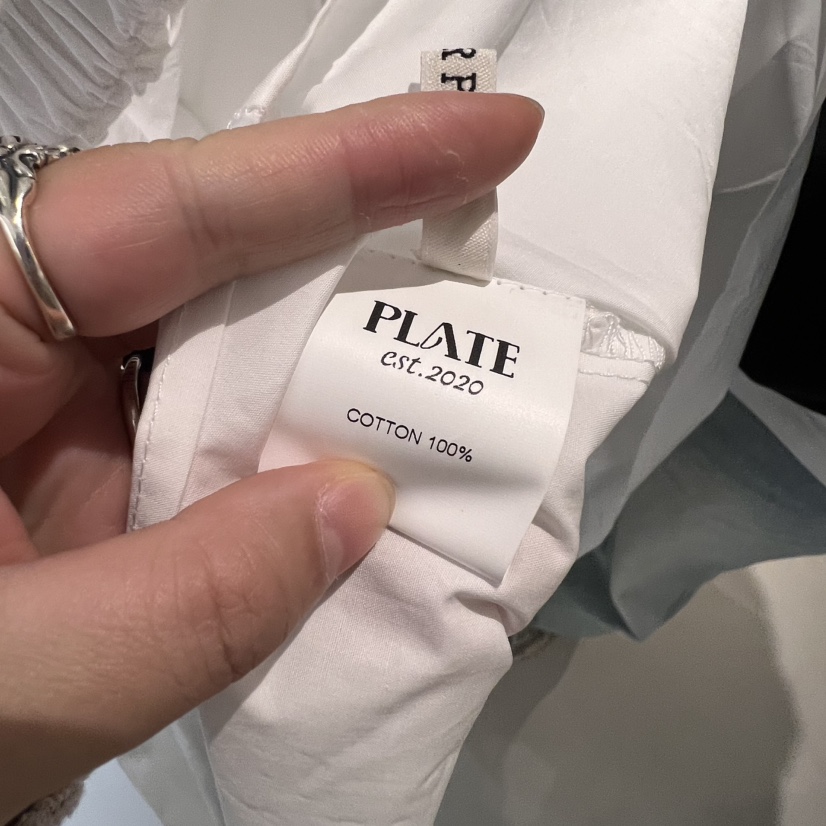 R P
PLATE
est.2020
COTTON 100%